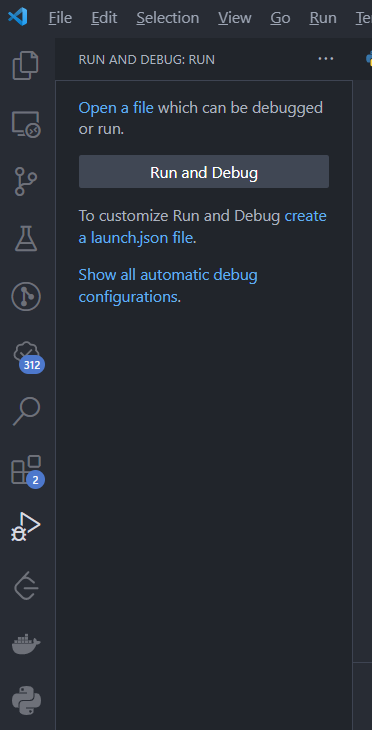 File Edit Selection View Go Run Te
RUN AND DEBUG: RUN
Open a file which can be debugged
or run.
Run and Debug
To customize Run and Debug create
a launch.json file.
Show all automatic debug
configurations.
312
2